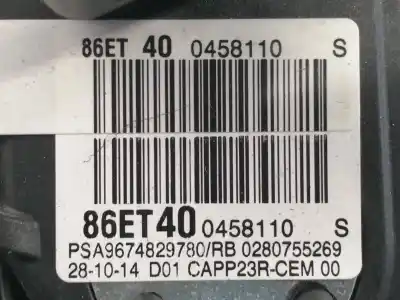 86ET 40 0458110 S
86ET40 0458110 S
PSA9674829780/RB 0280755269
28-10-14 D01 CAPP23R-CEM 00